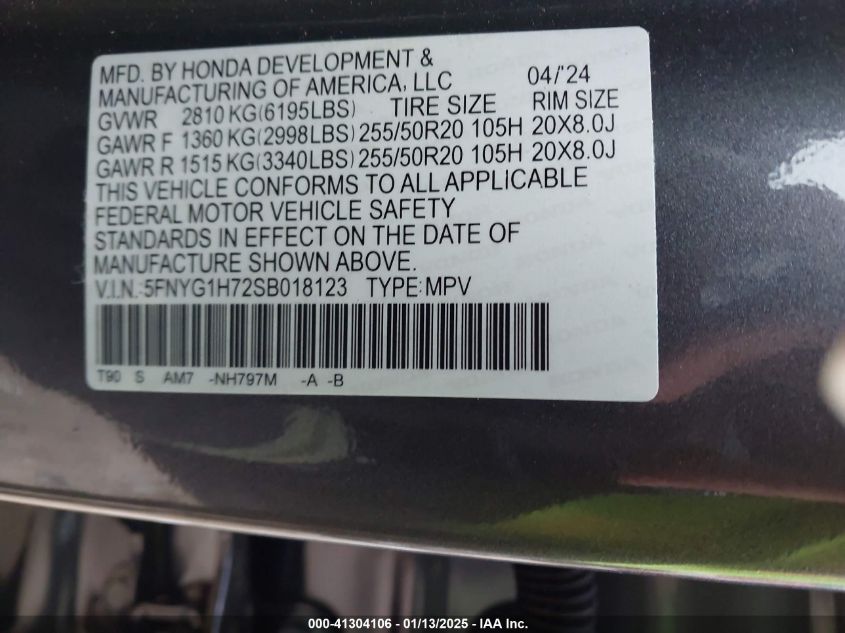 MFD. BY HONDA DEVELOPMENT &
MANUFACTURING OF AMERICA, LLC 04/'24
GVWR 2810 KG(6195LBS) TIRE SIZE RIM SIZE
GAWR F 1360 KG(2998LBS) 255/50R20 105H 20X8.0J
GAWR R 1515 KG(3340LBS) 255/50R20 105H 20X8.0J
THIS VEHICLE CONFORMS TO ALL APPLICABLE
FEDERAL MOTOR VEHICLE SAFETY
STANDARDS IN EFFECT ON THE DATE OF
MANUFACTURE SHOWN ABOVE.
V.I.N.:5FNYG1H72SB018123 TYPE:MPV
T90 S AM7 -NH797M -A -B
000-41304106 - 01/13/2025 - IAA Inc.